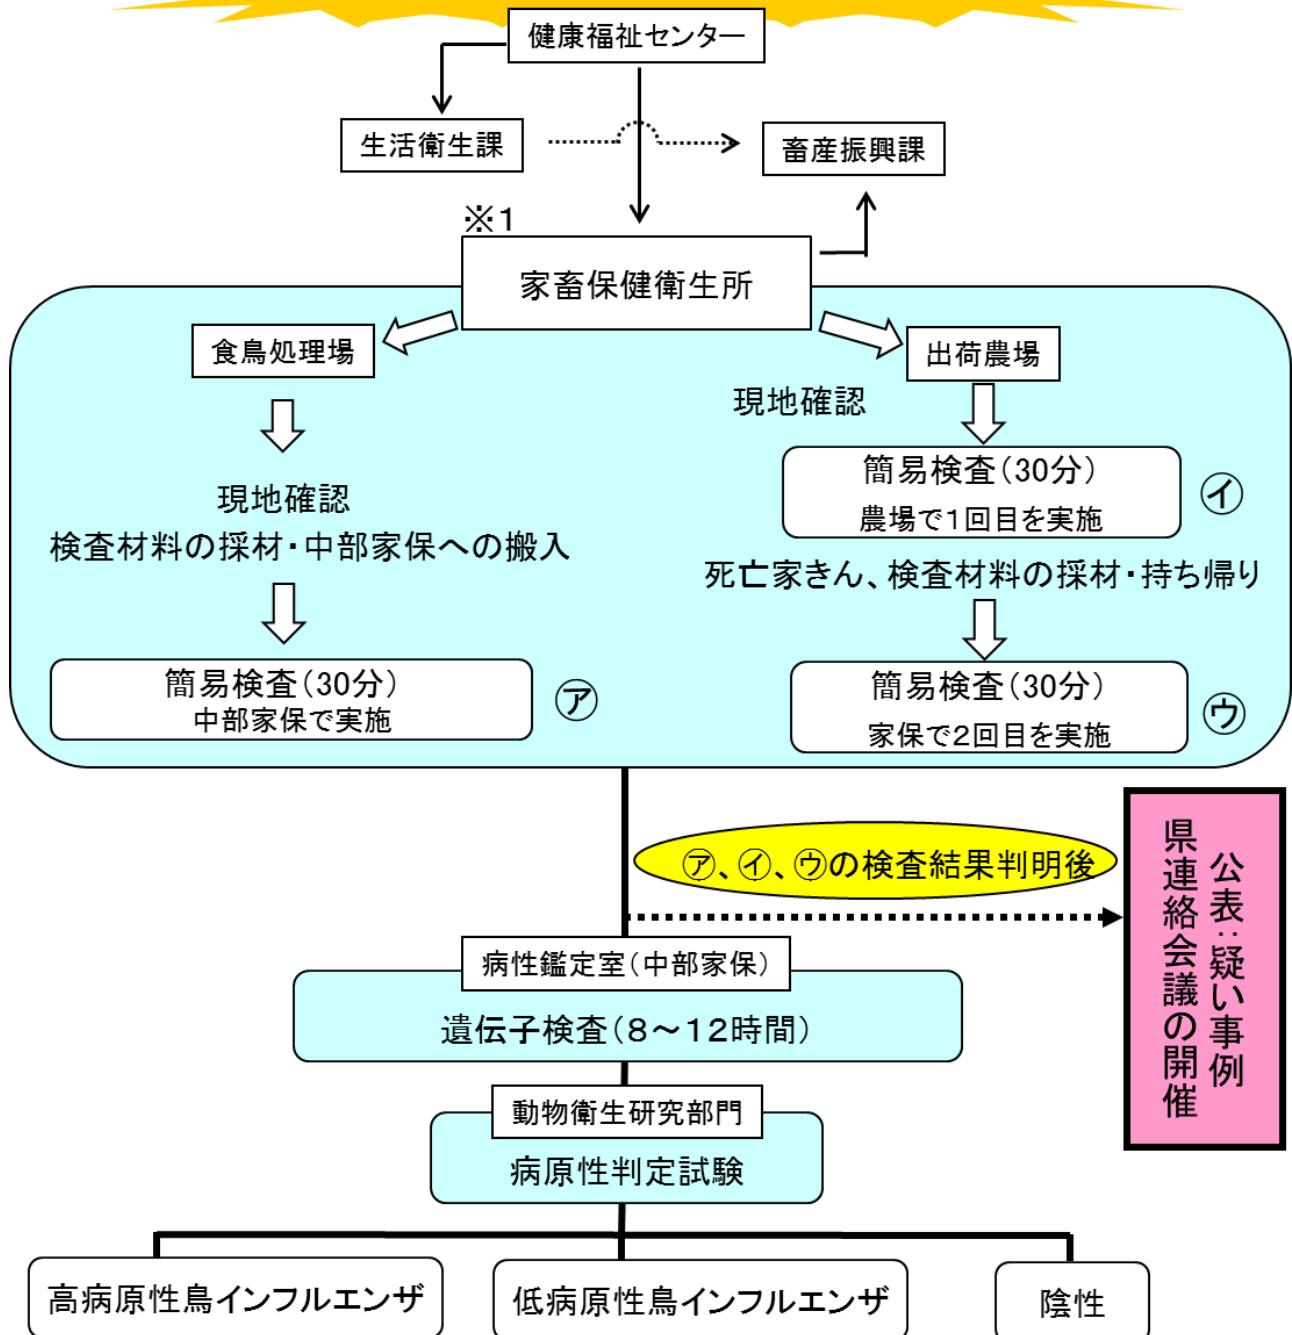 健康福祉センター
生活衛生課
畜産振興課
※1
家畜保健衛生所
食鳥処理場
出荷農場
現地確認
簡易検査(30分)
農場で1回目を実施
㋑
現地確認
検査材料の採材・中部家保への搬入
死亡家きん、検査材料の採材・持ち帰り
簡易検査(30分)
中部家保で実施
㋐
簡易検査(30分)
家保で2回目を実施
㋒
㋐、㋑、㋒の検査結果判明後
公表:疑い事例
県連絡会議の開催
病性鑑定室(中部家保)
遺伝子検査(8~12時間)
動物衛生研究部門
病原性判定試験
高病原性鳥インフルエンザ
低病原性鳥インフルエンザ
陰性